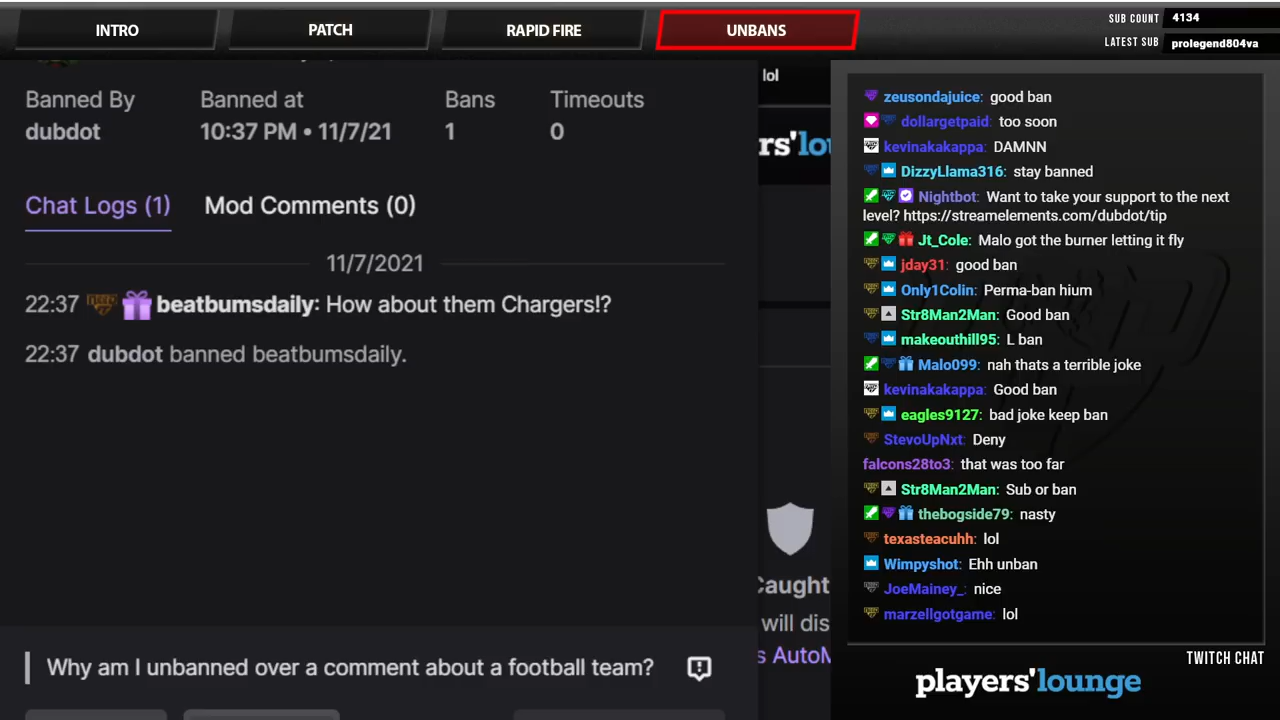 INTRO
PATCH
RAPID FIRE
UNBANS
SUB COUNT 4134
LATEST SUB prolegend804va
Banned By
dubdot
Banned at
10:37 PM • 11/7/21
Bans
1
Timeouts
0
Chat Logs (1)
Mod Comments (0)
11/7/2021
22:37 beatbumsdaily: How about them Chargers!?
22:37 dubdot banned beatbumsdaily.
Why am I unbanned over a comment about a football team?
lol
ers'lou
Caught
will dis
s AutoM
zeusondajuice: good ban
dollargetpaid: too soon
kevinakakappa: DAMNN
DizzyLlama316: stay banned
Nightbot: Want to take your support to the next
level? https://streamelements.com/dubdot/tip
Jt_Cole: Malo got the burner letting it fly
jday31: good ban
Only1Colin: Perma-ban hium
Str8Man2Man: Good ban
makeouthill95: L ban
Malo099: nah thats a terrible joke
kevinakakappa: Good ban
eagles9127: bad joke keep ban
StevoUpNxt: Deny
falcons28to3: that was too far
Str8Man2Man: Sub or ban
thebogside79: nasty
texasteacuhh: lol
Wimpyshot: Ehh unban
JoeMainey_: nice
marzellgotgame: lol
TWITCH CHAT
players'lounge